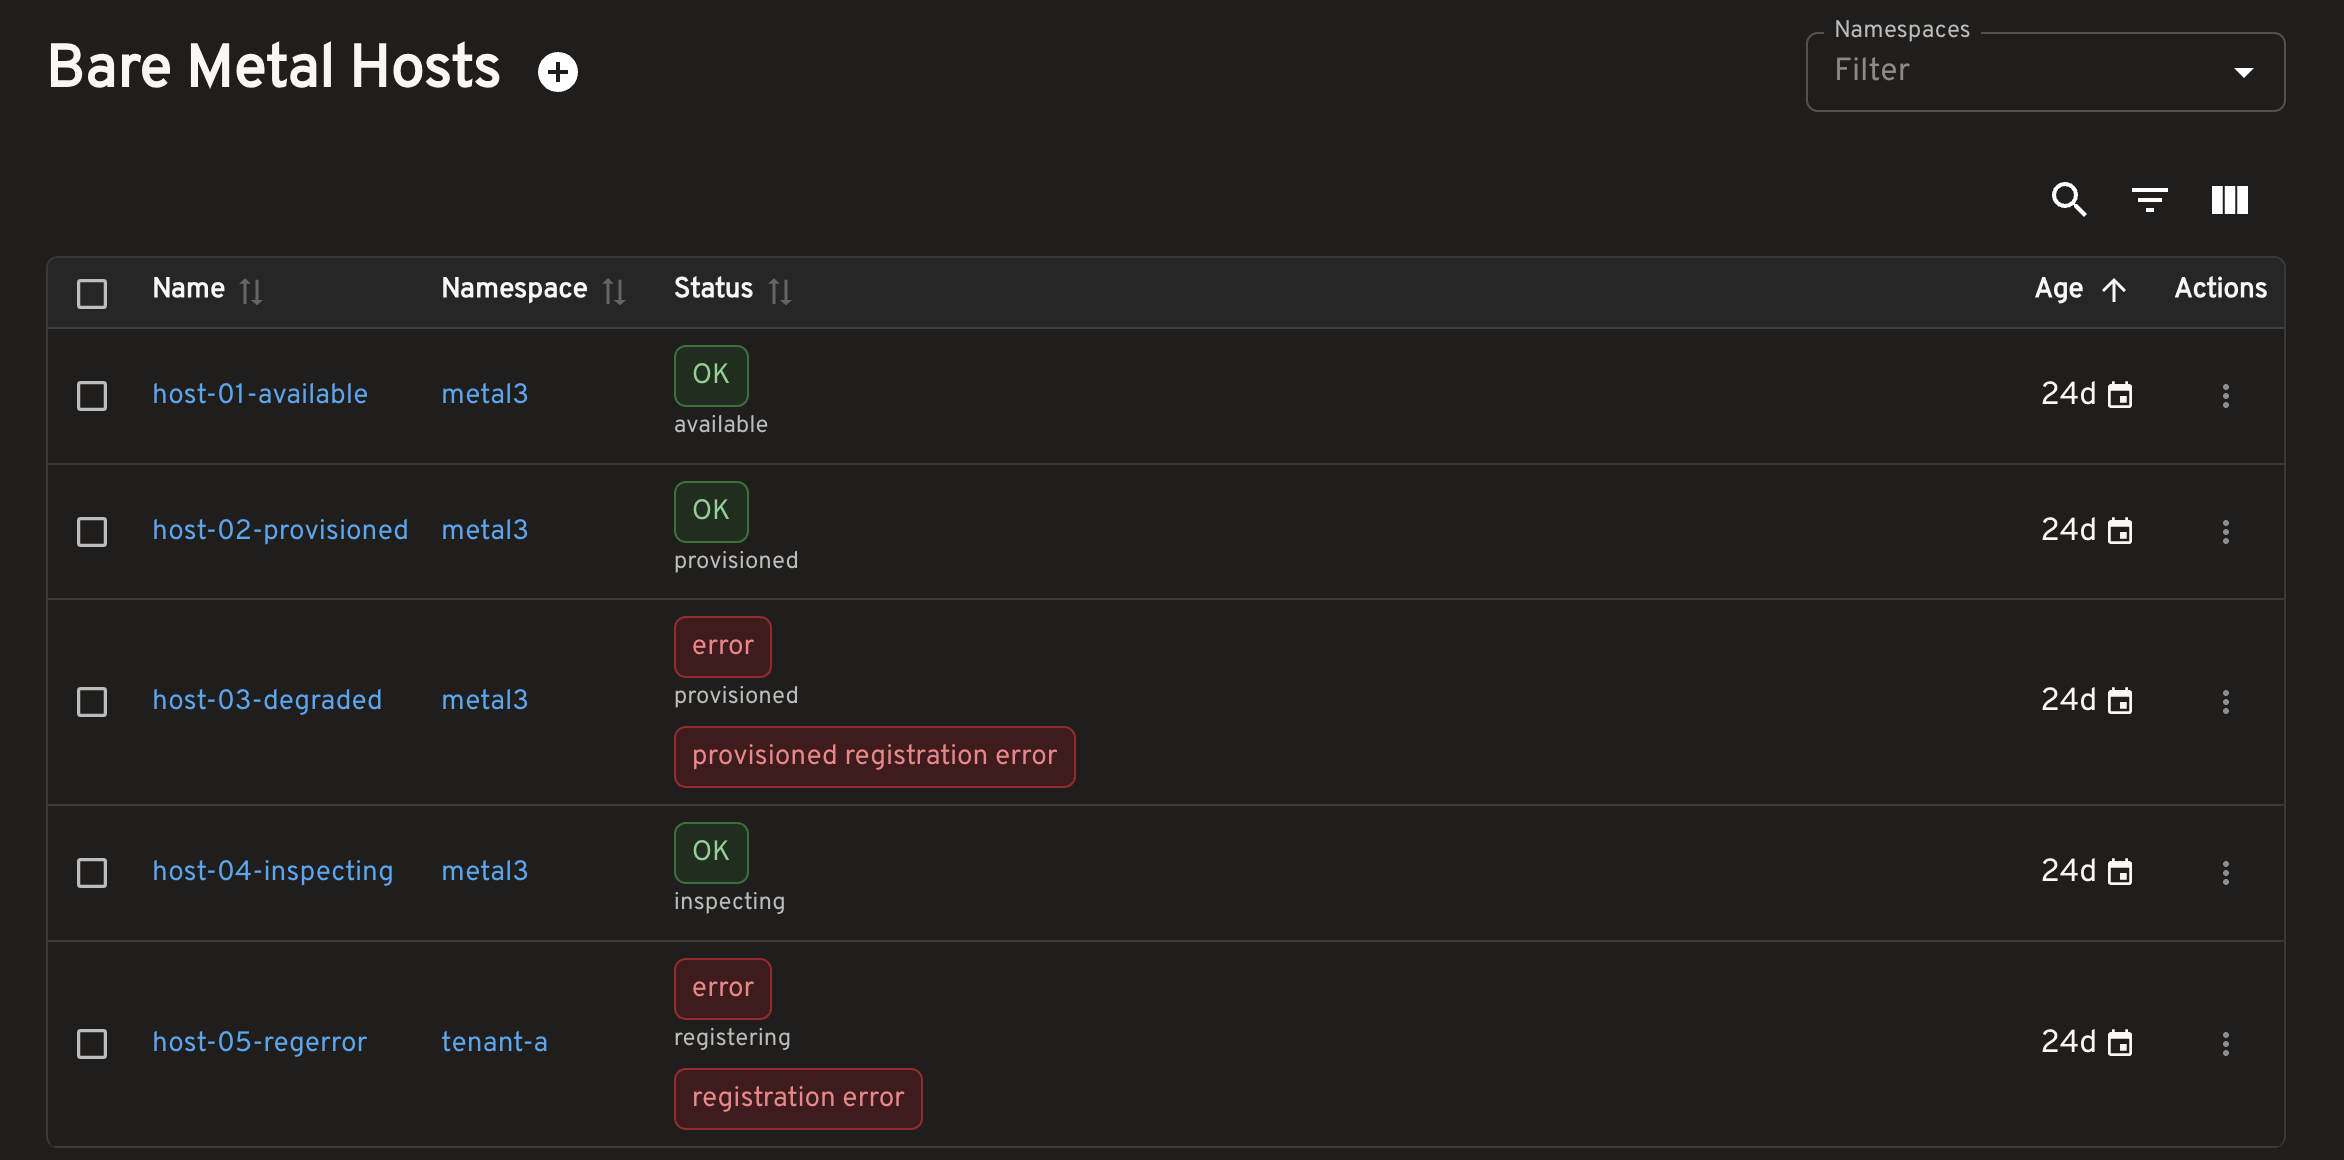 Bare Metal Hosts
Namespaces
Filter
Name Namespace Status Age Actions
host-01-available metal3 OK 24d
available
host-02-provisioned metal3 OK 24d
provisioned
host-03-degraded metal3 error 24d
provisioned
provisioned registration error
host-04-inspecting metal3 OK 24d
inspecting
host-05-regerror tenant-a error 24d
registering
registration error